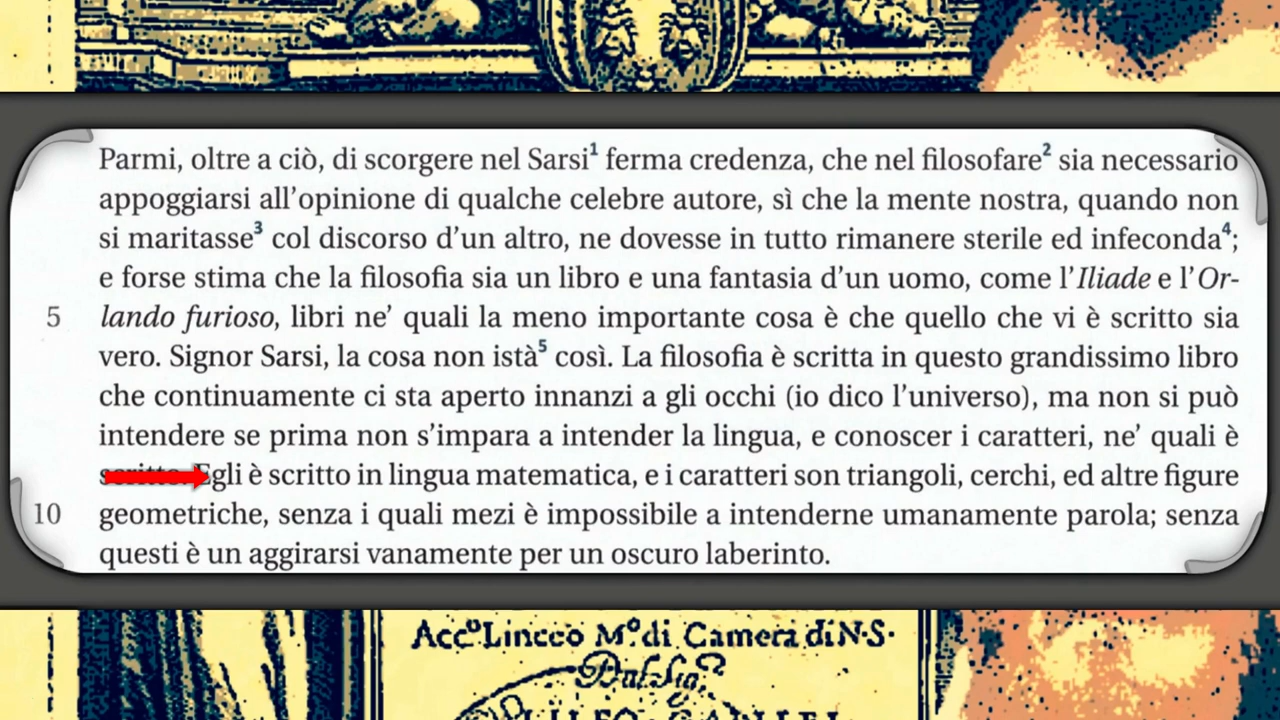 Parmi, oltre a ciò, di scorgere nel Sarsi¹ ferma credenza, che nel filosofare² sia necessario
appoggiarsi all'opinione di qualche celebre autore, sì che la mente nostra, quando non
si maritasse³ col discorso d'un altro, ne dovesse in tutto rimanere sterile ed infeconda⁴;
e forse stima che la filosofia sia un libro e una fantasia d'un uomo, come l'Iliade e l'Or-
5 lando furioso, libri ne' quali la meno importante cosa è che quello che vi è scritto sia
vero. Signor Sarsi, la cosa non istà⁵ così. La filosofia è scritta in questo grandissimo libro
che continuamente ci sta aperto innanzi a gli occhi (io dico l'universo), ma non si può
intendere se prima non s'impara a intender la lingua, e conoscer i caratteri, ne' quali è
scritto. Egli è scritto in lingua matematica, e i caratteri son triangoli, cerchi, ed altre figure
10 geometriche, senza i quali mezi è impossibile a intenderne umanamente parola; senza
questi è un aggirarsi vanamente per un oscuro laberinto.
Accº Linceo Mº di Camera di N·S·